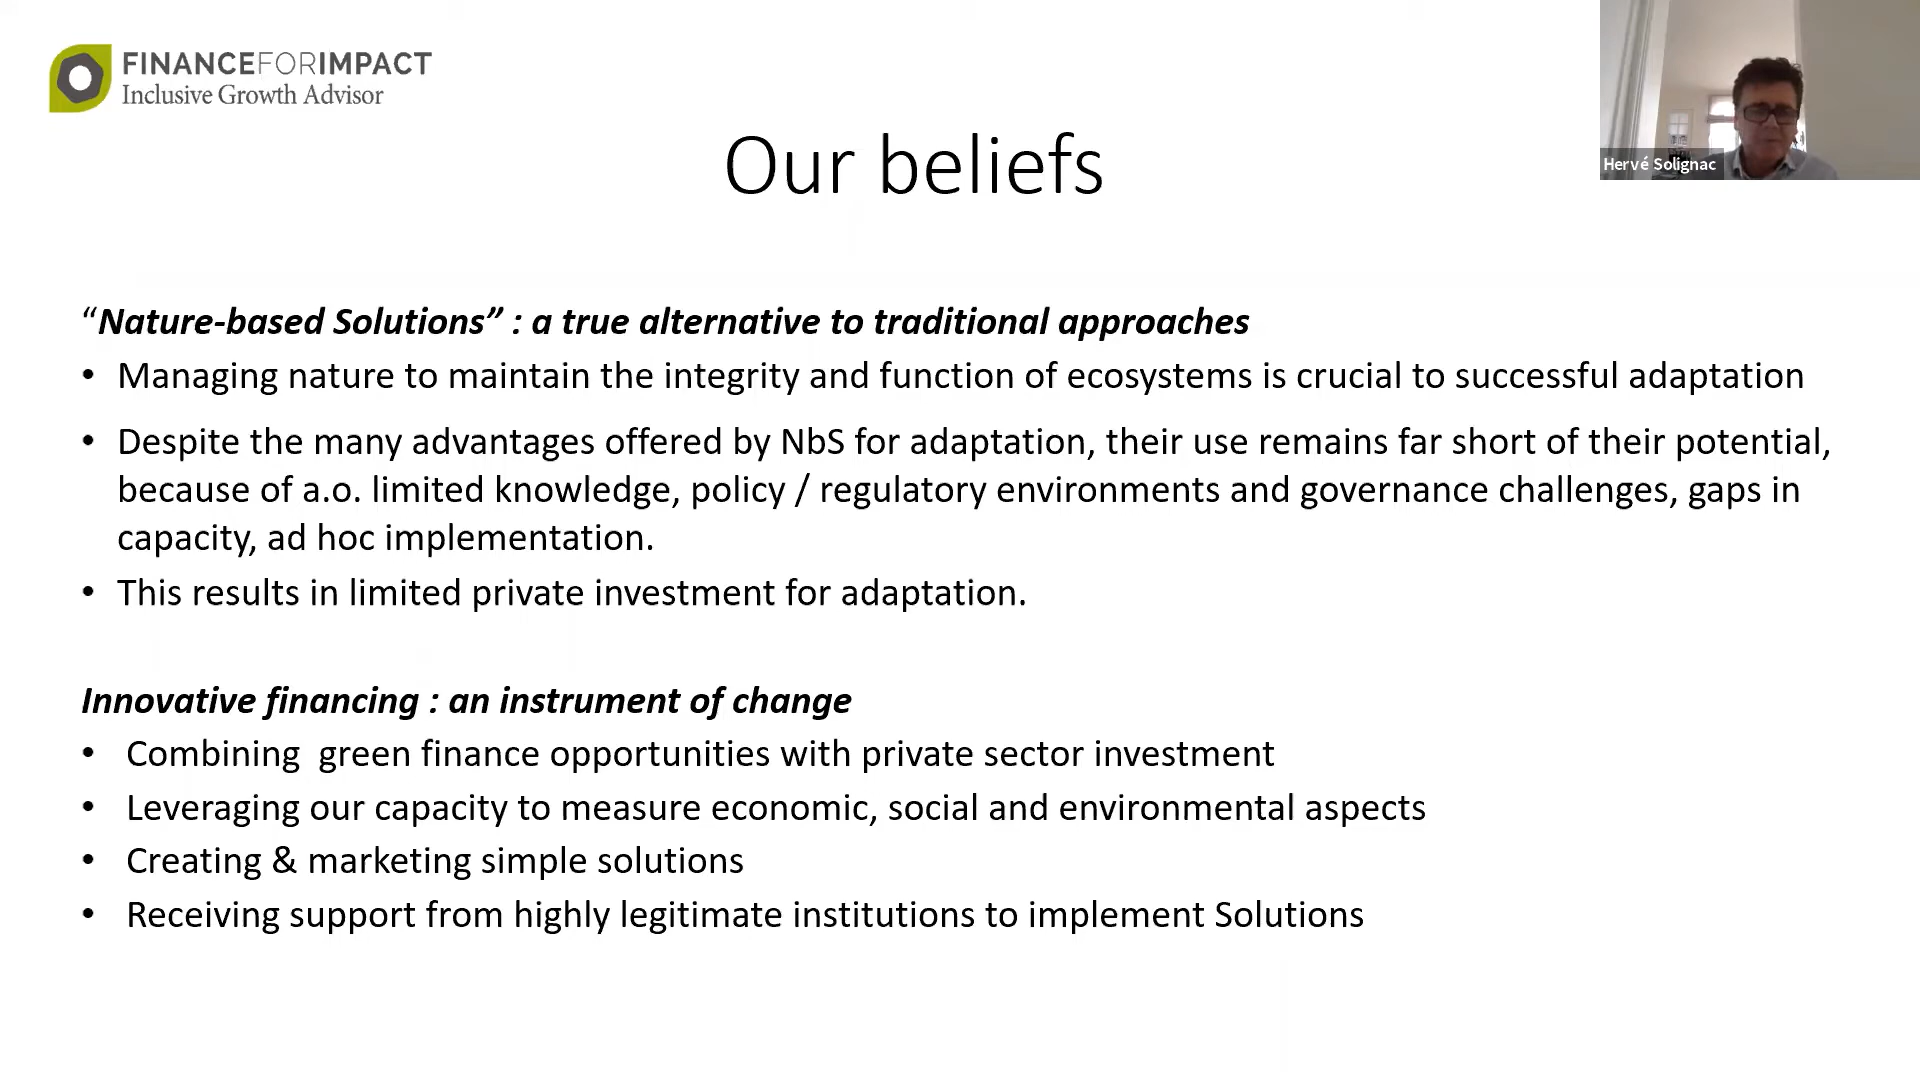 FINANCEFORIMPACT
Inclusive Growth Advisor
Hervé Solignac
Our beliefs
“Nature-based Solutions” : a true alternative to traditional approaches
• Managing nature to maintain the integrity and function of ecosystems is crucial to successful adaptation
• Despite the many advantages offered by NbS for adaptation, their use remains far short of their potential,
because of a.o. limited knowledge, policy / regulatory environments and governance challenges, gaps in
capacity, ad hoc implementation.
• This results in limited private investment for adaptation.
Innovative financing : an instrument of change
• Combining  green finance opportunities with private sector investment
• Leveraging our capacity to measure economic, social and environmental aspects
• Creating & marketing simple solutions
• Receiving support from highly legitimate institutions to implement Solutions